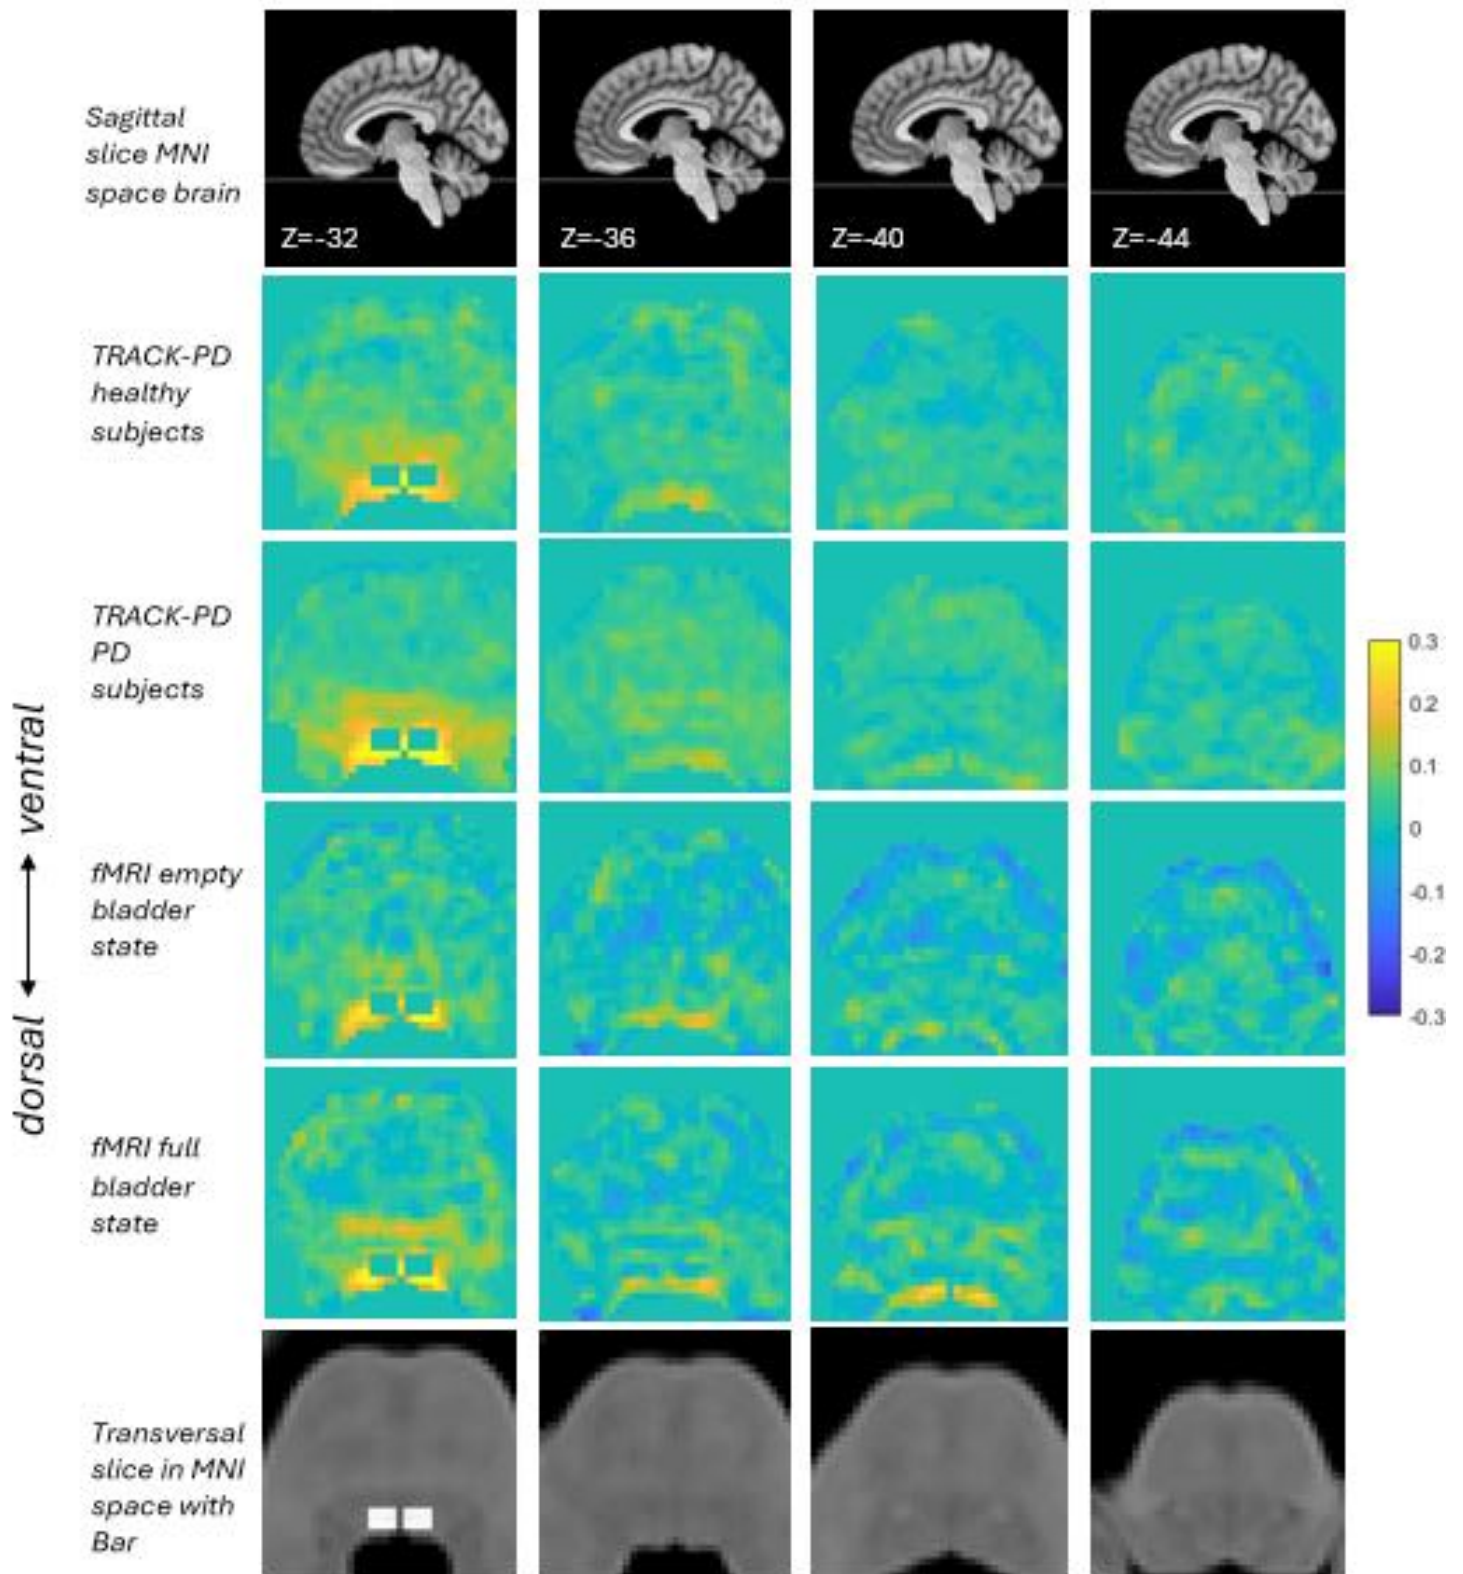 Sagittal
slice MNI
space brain
Z=-32
Z=-36
Z=-40
Z=-44
TRACK-PD
healthy
subjects
TRACK-PD
PD
subjects
fMRI empty
bladder
state
fMRI full
bladder
state
Transversal
slice in MNI
space with
Bar
dorsal ↔ ventral
0.3
0.2
0.1
0
-0.1
-0.2
-0.3